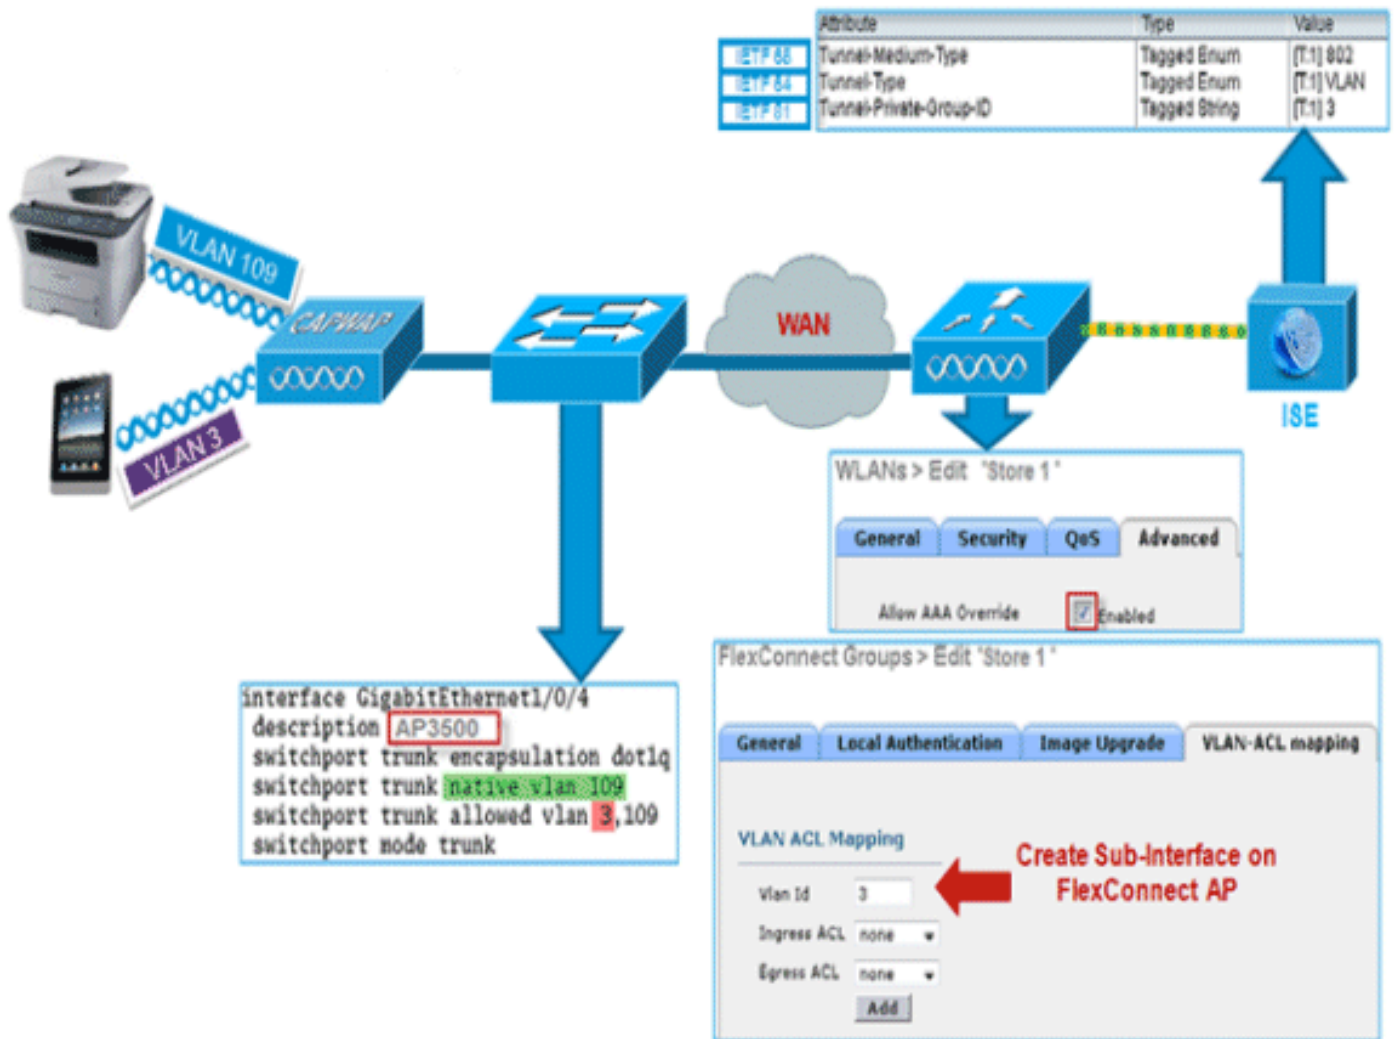 Attribute Type Value
IETF 65 Tunnel-Medium-Type Tagged Enum [T:1] 802
IETF 64 Tunnel-Type Tagged Enum [T:1] VLAN
IETF 81 Tunnel-Private-Group-ID Tagged String [T:1] 3
VLAN 109
CAPWAP
WAN
VLAN 3
ISE
WLANs > Edit 'Store 1'
General Security QoS Advanced
Allow AAA Override Enabled
FlexConnect Groups > Edit 'Store 1'
General Local Authentication Image Upgrade VLAN-ACL mapping
VLAN ACL Mapping
Vlan Id 3
Ingress ACL none
Egress ACL none
Add
Create Sub-Interface on
FlexConnect AP
interface GigabitEthernet1/0/4
description AP3500
switchport trunk encapsulation dot1q
switchport trunk native vlan 109
switchport trunk allowed vlan 3,109
switchport mode trunk